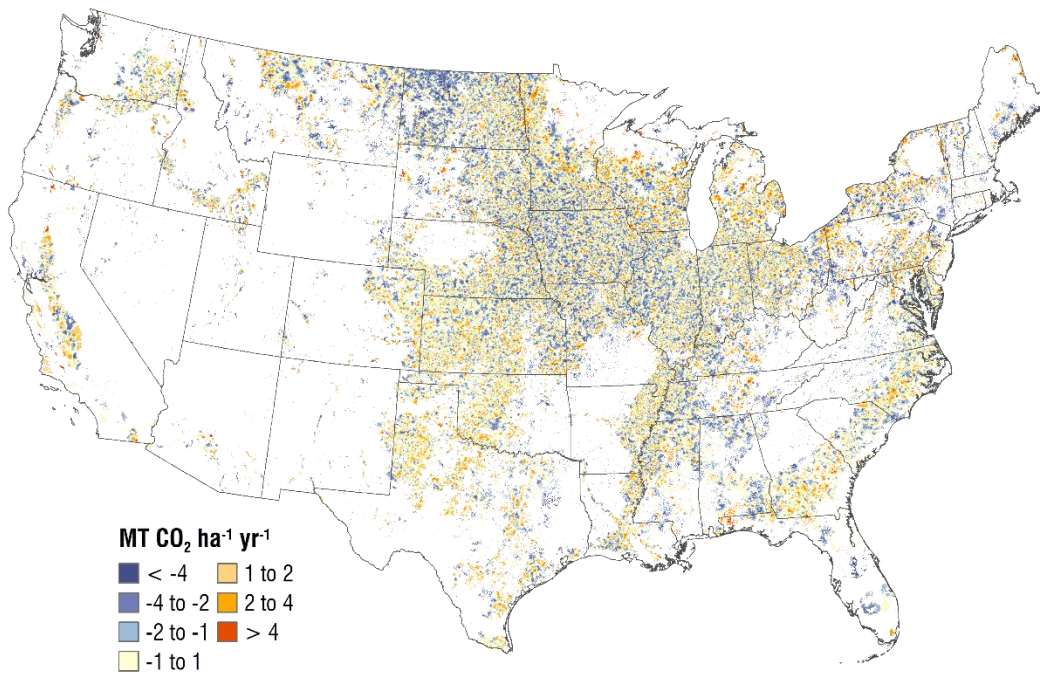 MT CO₂ ha⁻¹ yr⁻¹
< -4 1 to 2
-4 to -2 2 to 4
-2 to -1 > 4
-1 to 1